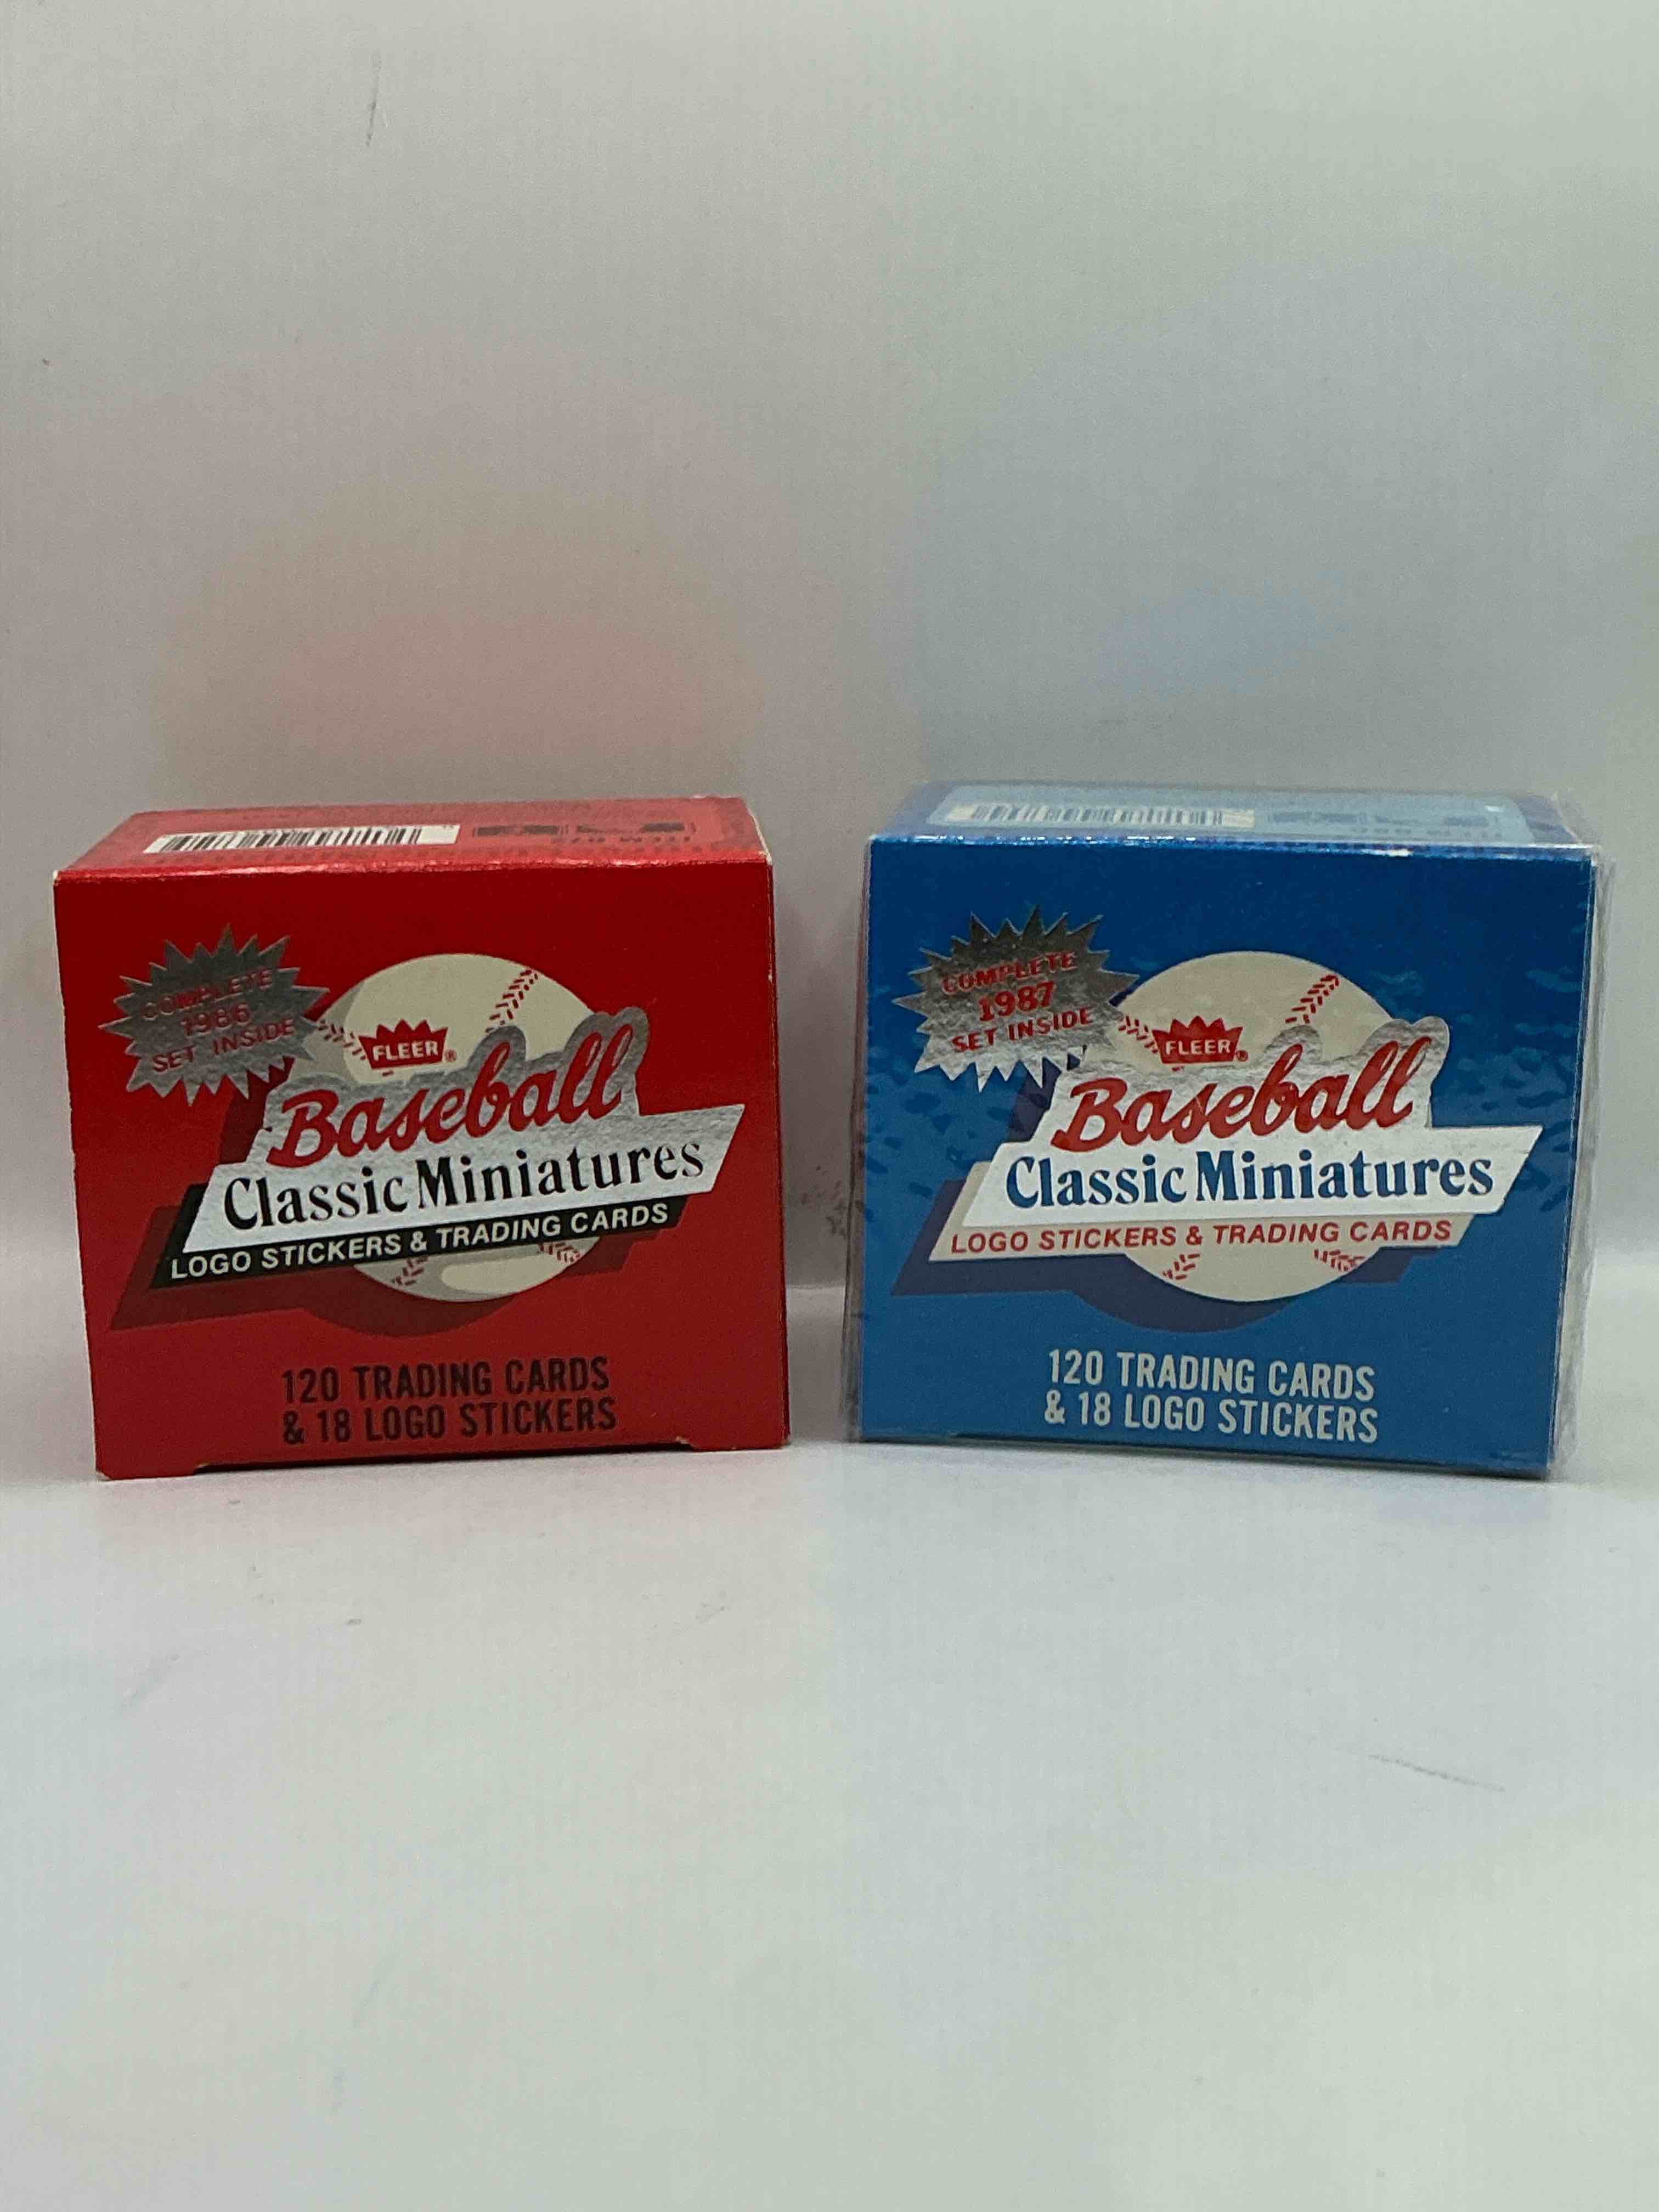 COMPLETE
1986
SET INSIDE
FLEER®
Baseball
Classic Miniatures
LOGO STICKERS & TRADING CARDS
120 TRADING CARDS
& 18 LOGO STICKERS
COMPLETE
1987
SET INSIDE
FLEER®
Baseball
Classic Miniatures
LOGO STICKERS & TRADING CARDS
120 TRADING CARDS
& 18 LOGO STICKERS